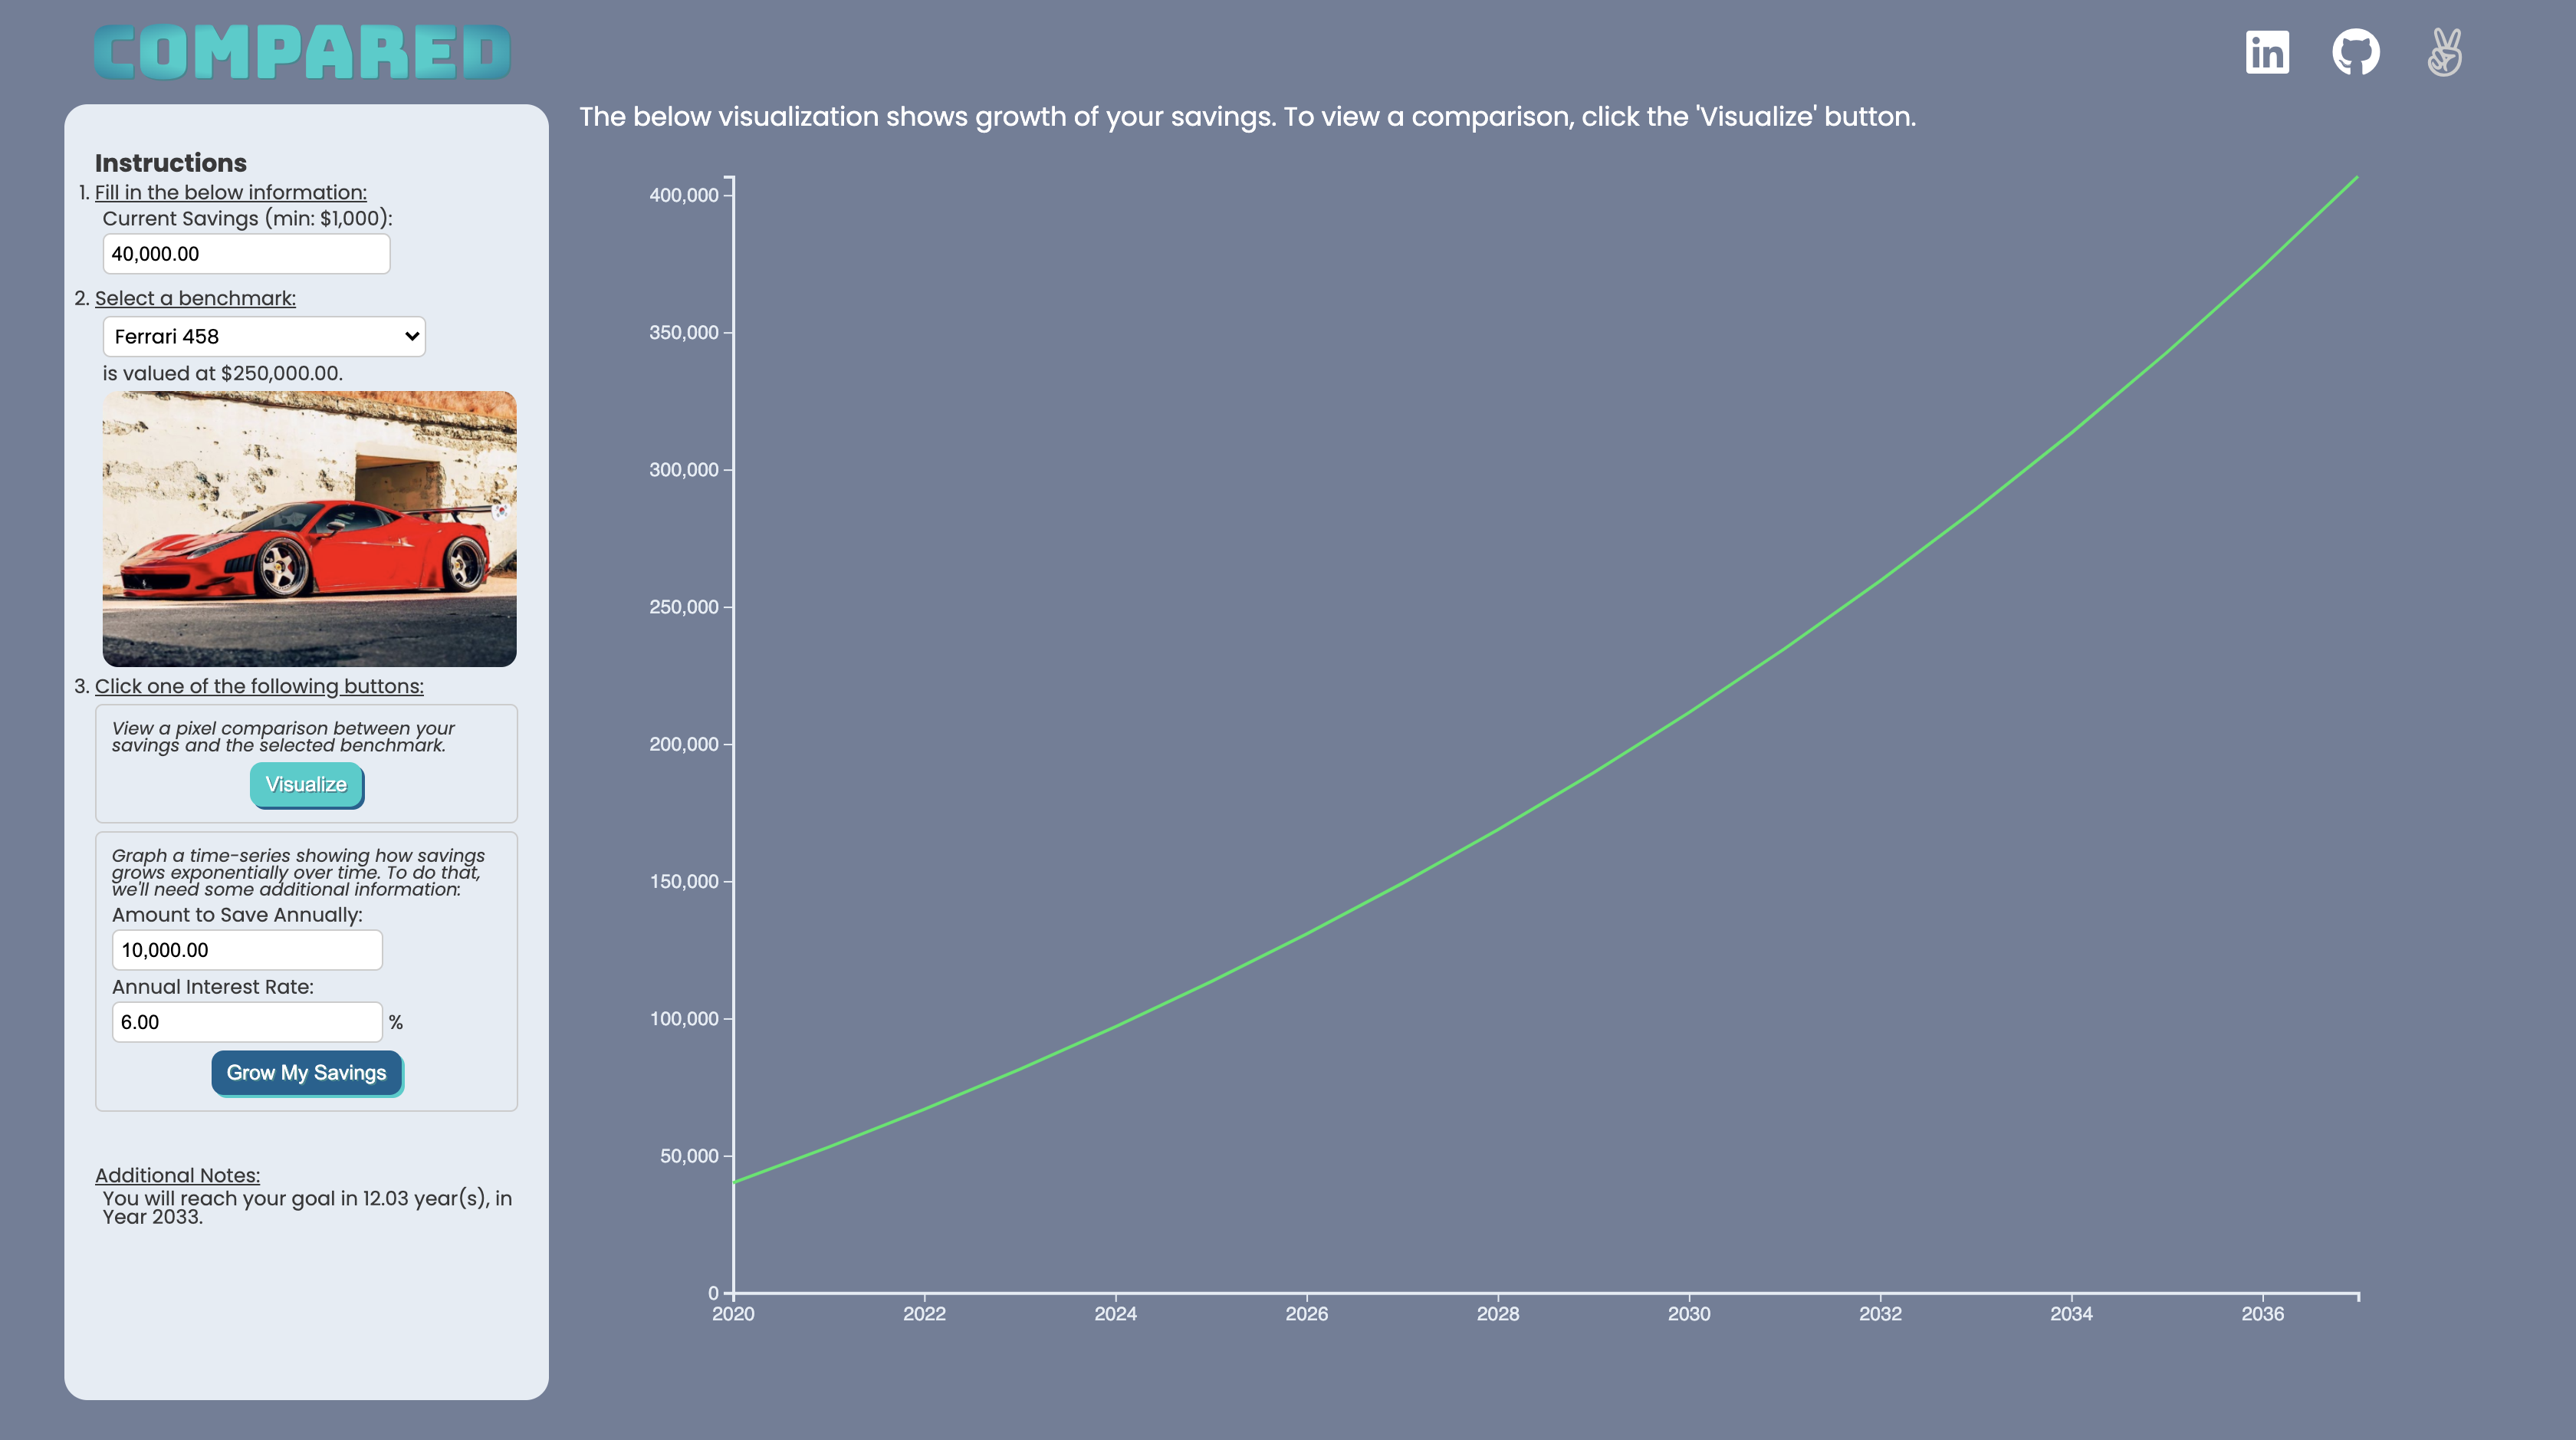 COMPARED
The below visualization shows growth of your savings. To view a comparison, click the 'Visualize' button.
Instructions
1. Fill in the below information:
Current Savings (min: $1,000):
40,000.00
2. Select a benchmark:
Ferrari 458
is valued at $250,000.00.
3. Click one of the following buttons:
View a pixel comparison between your
savings and the selected benchmark.
Visualize
Graph a time-series showing how savings
grows exponentially over time. To do that,
we'll need some additional information:
Amount to Save Annually:
10,000.00
Annual Interest Rate:
6.00 %
Grow My Savings
Additional Notes:
You will reach your goal in 12.03 year(s), in
Year 2033.
400,000
350,000
300,000
250,000
200,000
150,000
100,000
50,000
0
2020 2022 2024 2026 2028 2030 2032 2034 2036